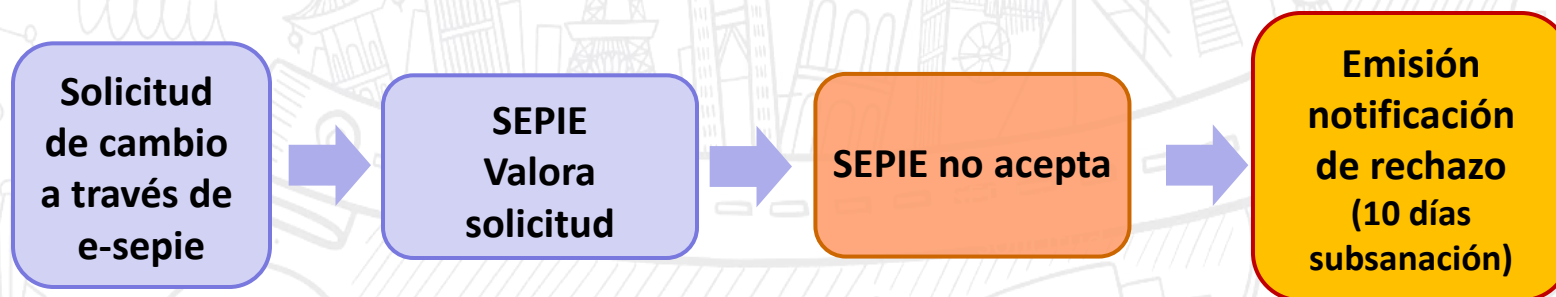 Solicitud
de cambio
a través de
e-sepie
SEPIE
Valora
solicitud
SEPIE no acepta
Emisión
notificación
de rechazo
(10 días
subsanación)